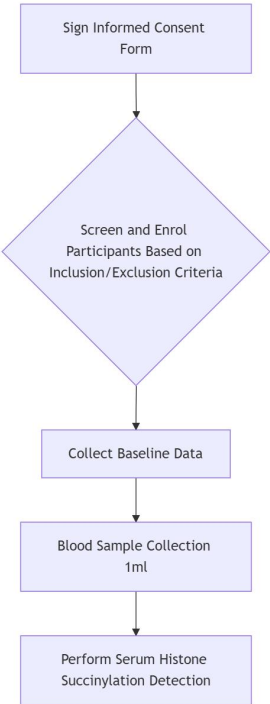 Sign Informed Consent
Form
Screen and Enrol
Participants Based on
Inclusion/Exclusion Criteria
Collect Baseline Data
Blood Sample Collection
1ml
Perform Serum Histone
Succinylation Detection